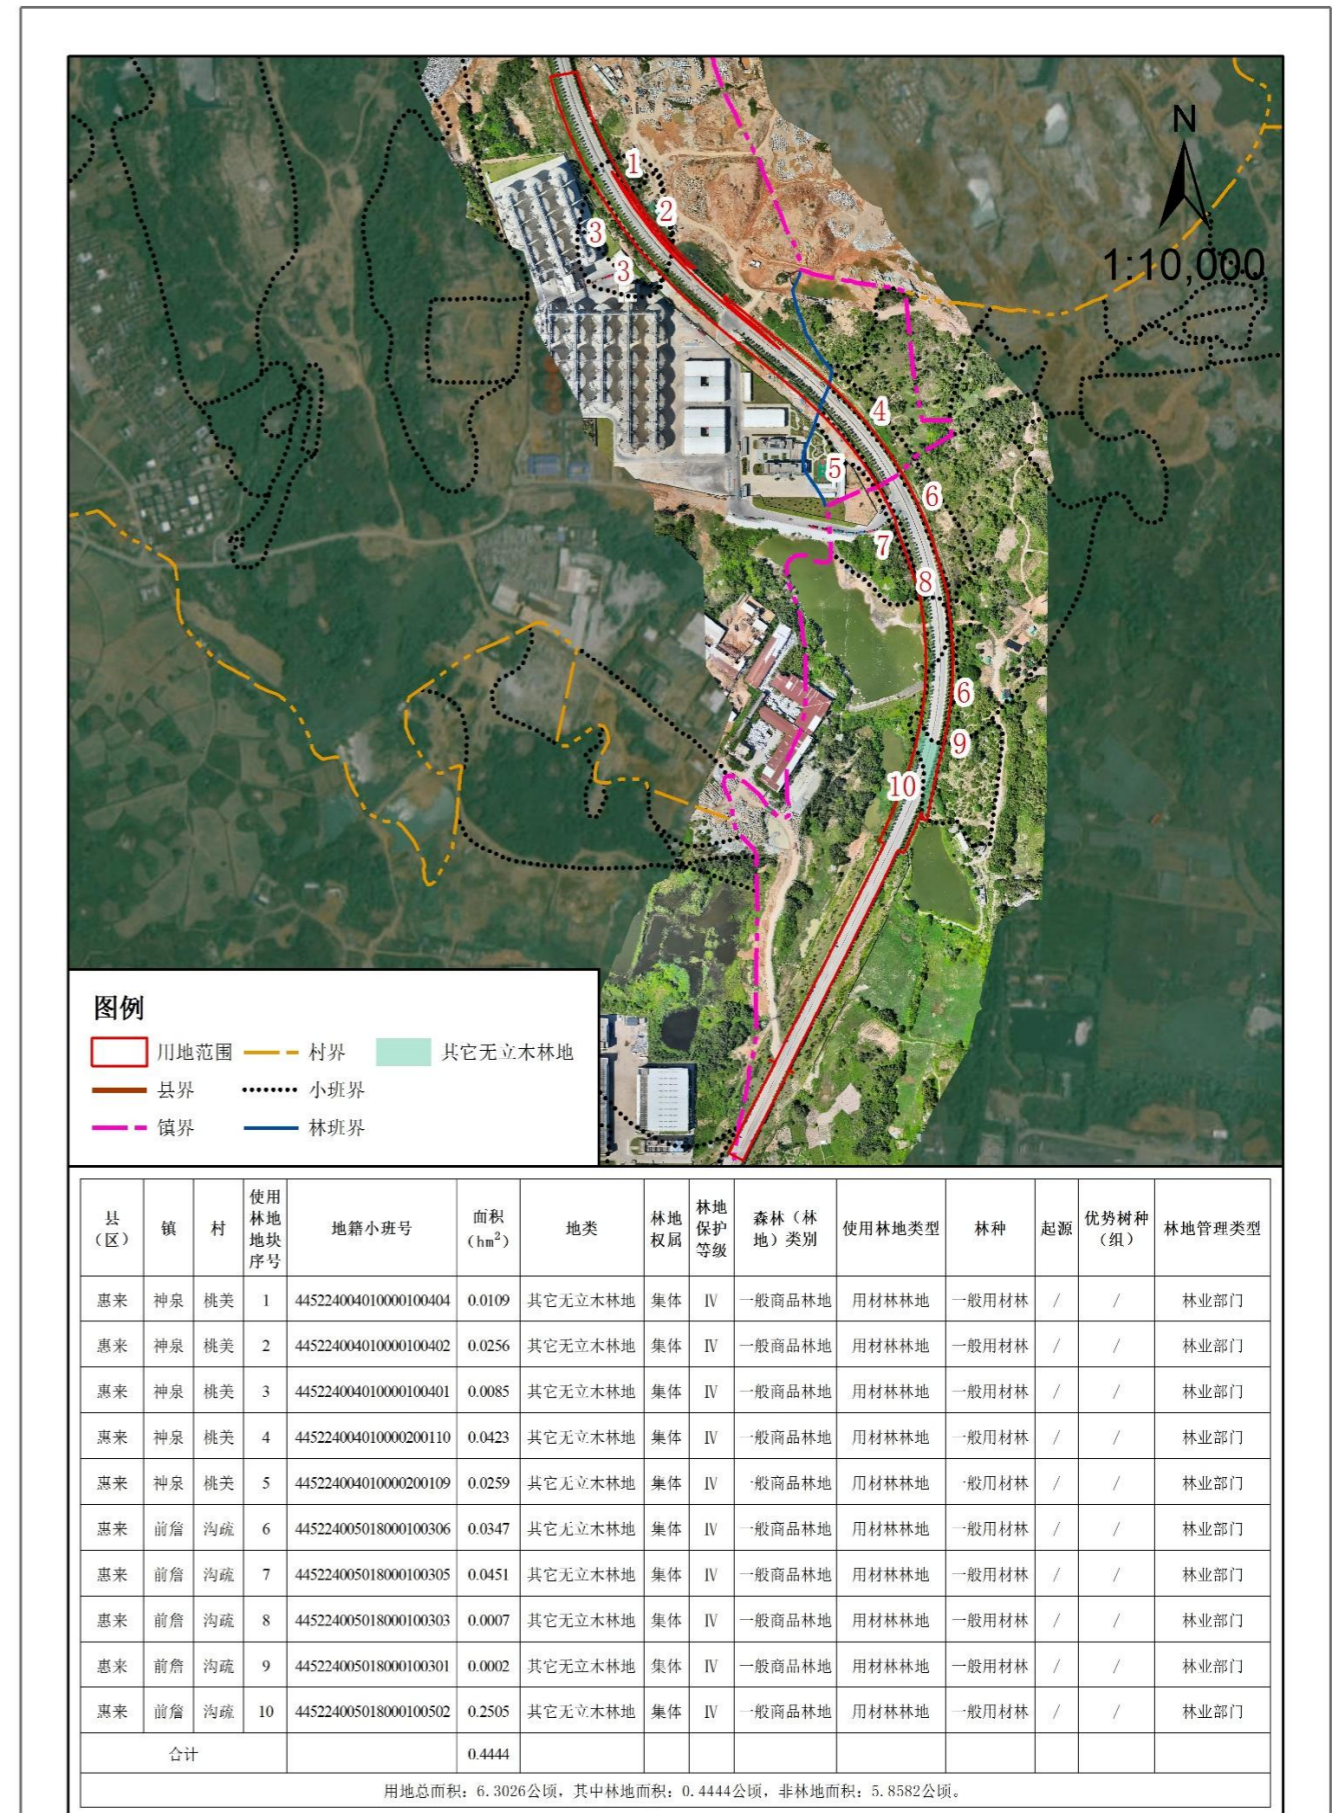 N
1:10,000
1
2
3
3
4
5
6
7
8
6
9
10
图例
用地范围 村界 其它无立木林地
县界 小班界
镇界 林班界
县(区) 镇 村 使用林地地块序号 地籍小班号 面积(hm²) 地类 林地权属 林地保护等级 森林(林地)类别 使用林地类型 林种 起源 优势树种(组) 林地管理类型
惠来 神泉 桃美 1 445224004010000100404 0.0109 其它无立木林地 集体 IV 一般商品林地 用材林林地 一般用材林 / / 林业部门
惠来 神泉 桃美 2 445224004010000100402 0.0256 其它无立木林地 集体 IV 一般商品林地 用材林林地 一般用材林 / / 林业部门
惠来 神泉 桃美 3 445224004010000100401 0.0085 其它无立木林地 集体 IV 一般商品林地 用材林林地 一般用材林 / / 林业部门
惠来 神泉 桃美 4 445224004010000200110 0.0423 其它无立木林地 集体 IV 一般商品林地 用材林林地 一般用材林 / / 林业部门
惠来 神泉 桃美 5 445224004010000200109 0.0259 其它无立木林地 集体 IV 一般商品林地 用材林林地 一般用材林 / / 林业部门
惠来 前詹 沟疏 6 445224005018000100306 0.0347 其它无立木林地 集体 IV 一般商品林地 用材林林地 一般用材林 / / 林业部门
惠来 前詹 沟疏 7 445224005018000100305 0.0451 其它无立木林地 集体 IV 一般商品林地 用材林林地 一般用材林 / / 林业部门
惠来 前詹 沟疏 8 445224005018000100303 0.0007 其它无立木林地 集体 IV 一般商品林地 用材林林地 一般用材林 / / 林业部门
惠来 前詹 沟疏 9 445224005018000100301 0.0002 其它无立木林地 集体 IV 一般商品林地 用材林林地 一般用材林 / / 林业部门
惠来 前詹 沟疏 10 445224005018000100502 0.2505 其它无立木林地 集体 IV 一般商品林地 用材林林地 一般用材林 / / 林业部门
合计 0.4444
用地总面积：6.3026公顷，其中林地面积：0.4444公顷，非林地面积：5.8582公顷。